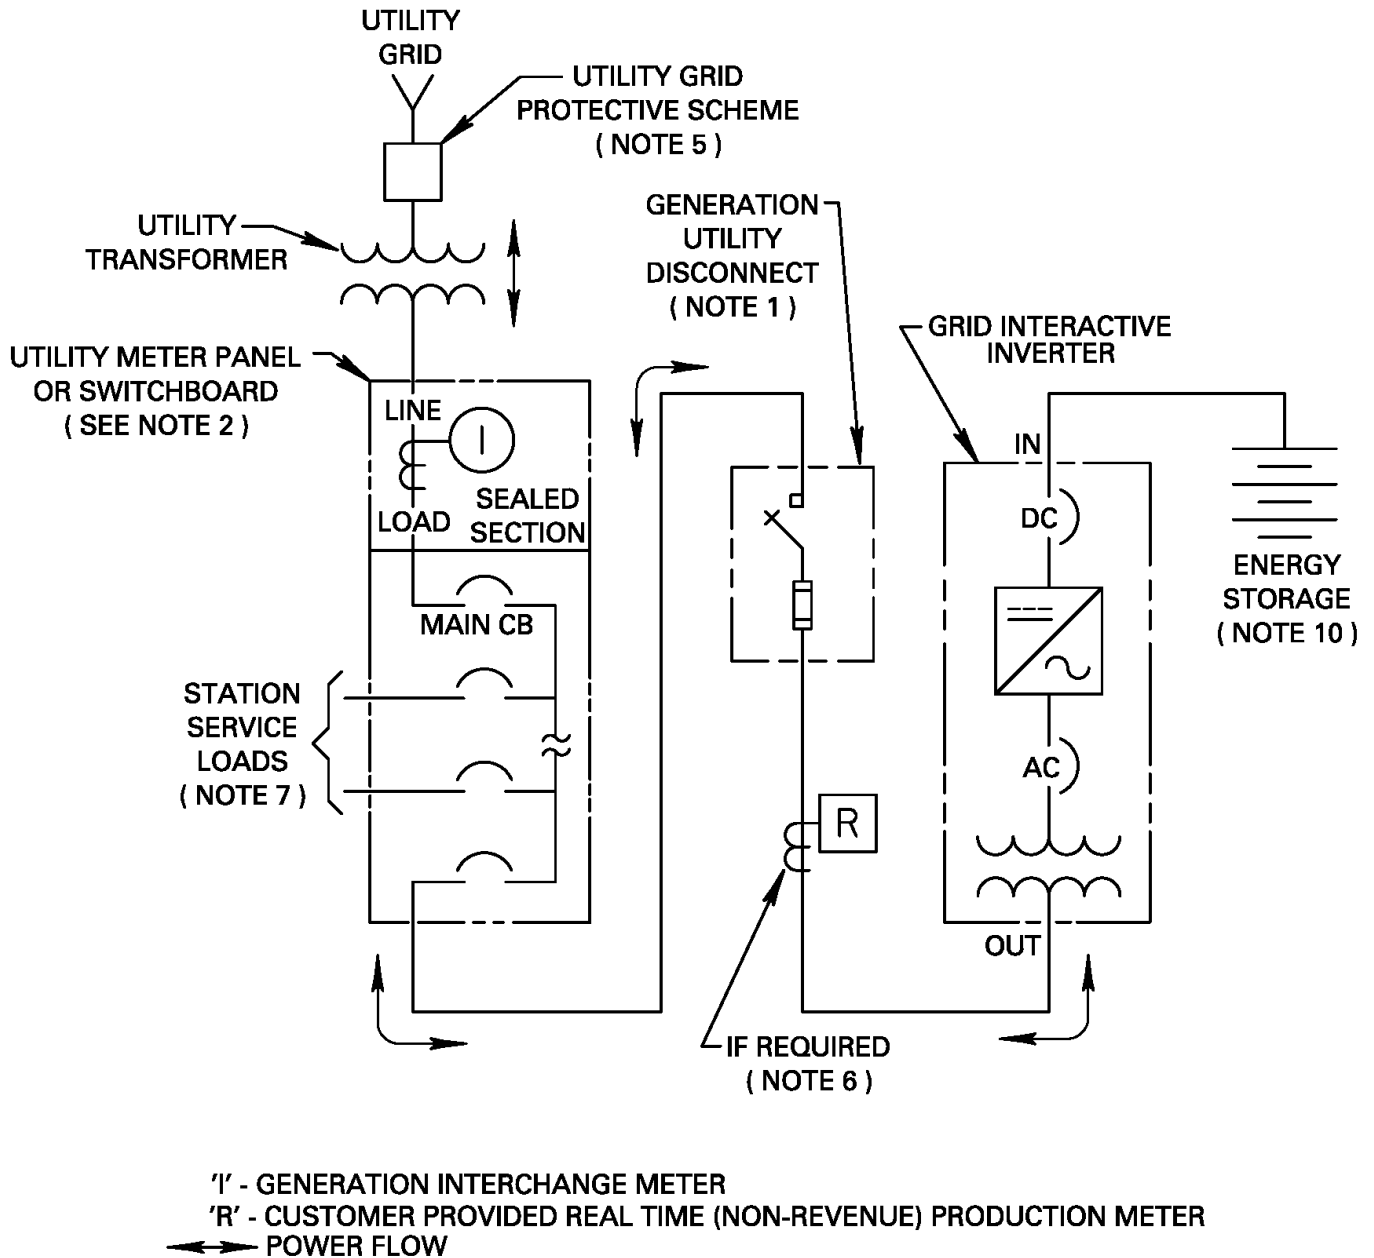 UTILITY
GRID
UTILITY GRID
PROTECTIVE SCHEME
( NOTE 5 )
UTILITY
TRANSFORMER
GENERATION
UTILITY
DISCONNECT
( NOTE 1 )
GRID INTERACTIVE
INVERTER
UTILITY METER PANEL
OR SWITCHBOARD
( SEE NOTE 2 )
LINE
I
SEALED
SECTION
LOAD
MAIN CB
STATION
SERVICE
LOADS
( NOTE 7 )
R
IF REQUIRED
( NOTE 6 )
IN
DC
AC
OUT
ENERGY
STORAGE
( NOTE 10 )
'I' - GENERATION INTERCHANGE METER
'R' - CUSTOMER PROVIDED REAL TIME (NON-REVENUE) PRODUCTION METER
POWER FLOW